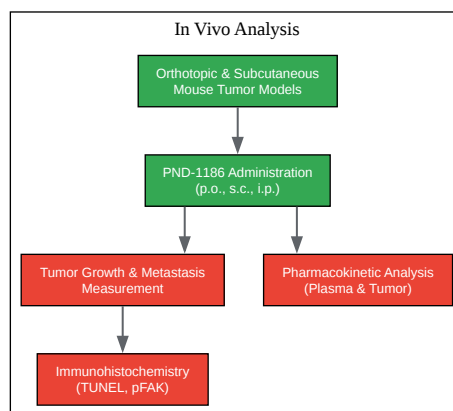 In Vivo Analysis
Orthotopic & Subcutaneous
Mouse Tumor Models
PND-1186 Administration
(p.o., s.c., i.p.)
Tumor Growth & Metastasis
Measurement
Pharmacokinetic Analysis
(Plasma & Tumor)
Immunohistochemistry
(TUNEL, pFAK)